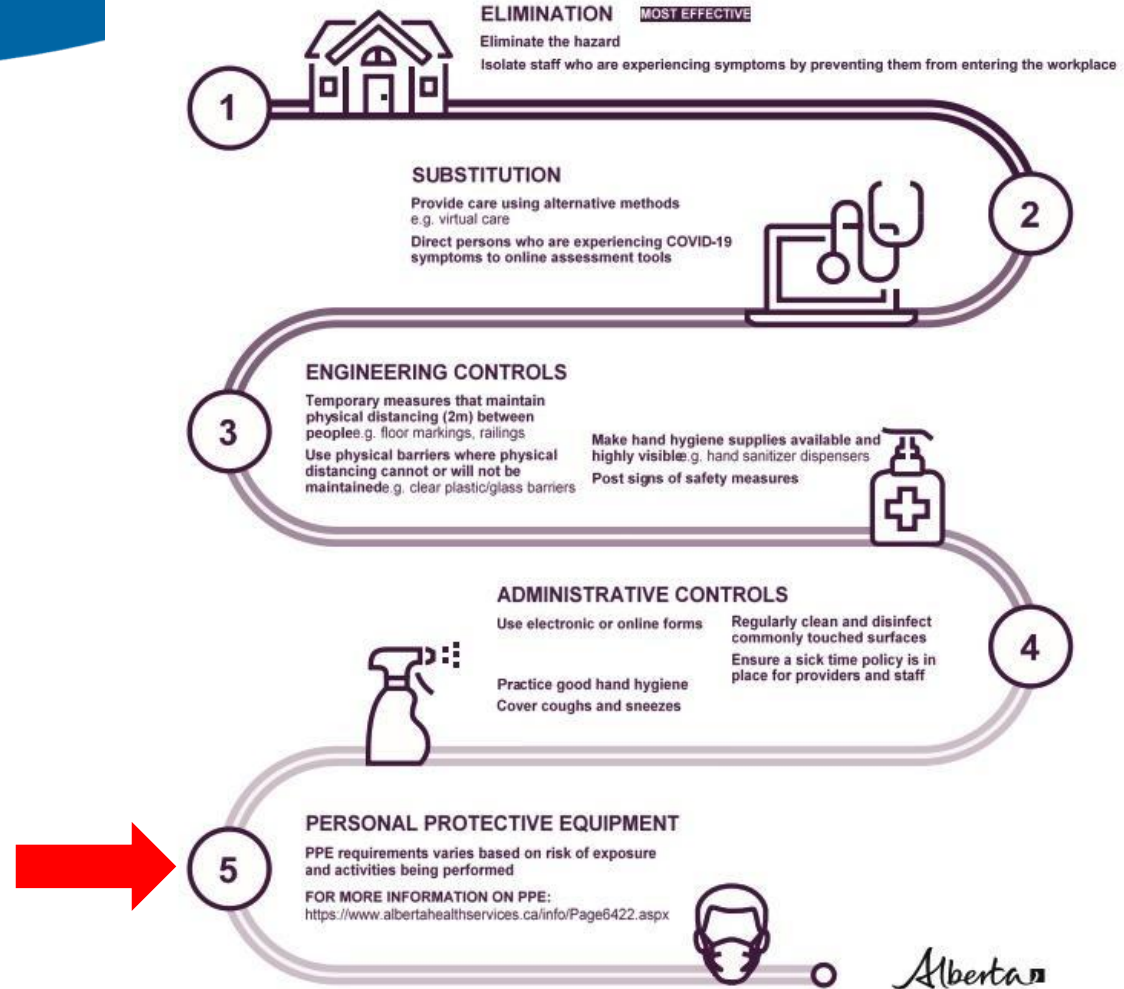 ELIMINATION MOST EFFECTIVE
Eliminate the hazard
Isolate staff who are experiencing symptoms by preventing them from entering the workplace
1
SUBSTITUTION
Provide care using alternative methods
e.g. virtual care
Direct persons who are experiencing COVID-19
symptoms to online assessment tools
2
ENGINEERING CONTROLS
Temporary measures that maintain
physical distancing (2m) between
peoplee.g. floor markings, railings
Use physical barriers where physical
distancing cannot or will not be
maintainede.g. clear plastic/glass barriers
Make hand hygiene supplies available and
highly visiblee.g. hand sanitizer dispensers
Post signs of safety measures
3
ADMINISTRATIVE CONTROLS
Use electronic or online forms
Practice good hand hygiene
Cover coughs and sneezes
Regularly clean and disinfect
commonly touched surfaces
Ensure a sick time policy is in
place for providers and staff
4
PERSONAL PROTECTIVE EQUIPMENT
PPE requirements varies based on risk of exposure
and activities being performed
FOR MORE INFORMATION ON PPE:
https://www.albertahealthservices.ca/info/Page6422.aspx
5
Alberta